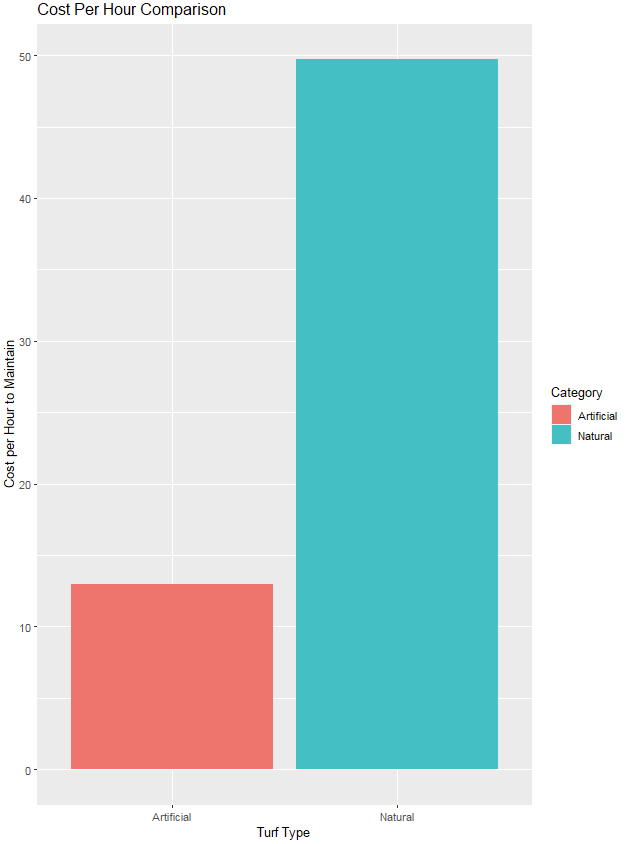 Cost Per Hour Comparison
Cost per Hour to Maintain
50
40
30
20
10
0
Artificial
Natural
Turf Type
Category
Artificial
Natural